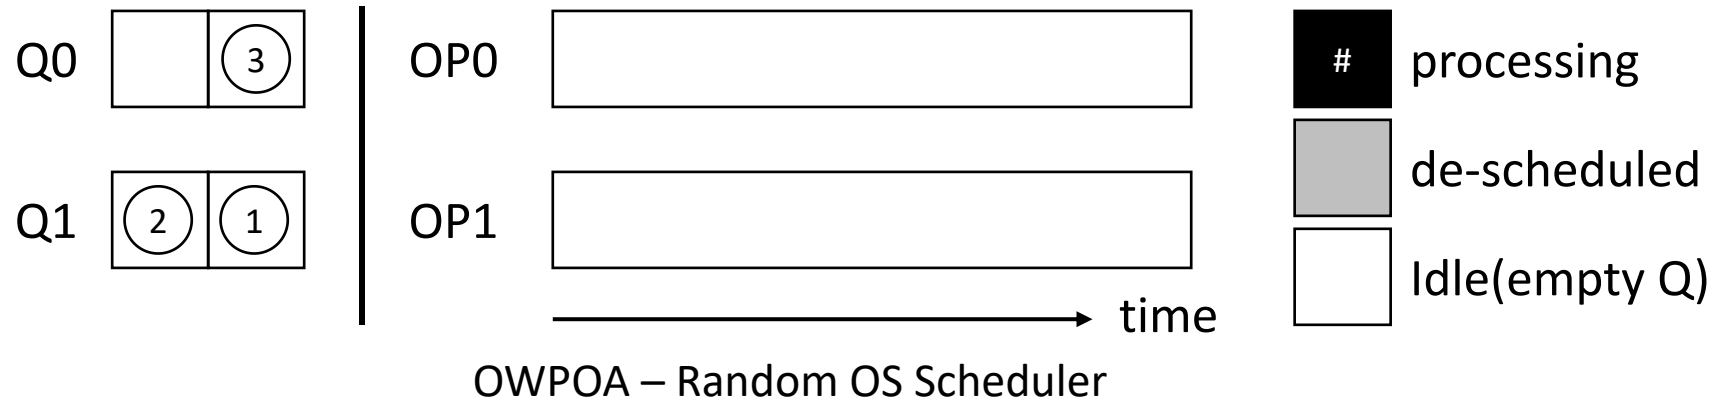 Q0 3 OP0 # processing
de-scheduled
Q1 2 1 OP1
Idle(empty Q)
time
OWPOA – Random OS Scheduler